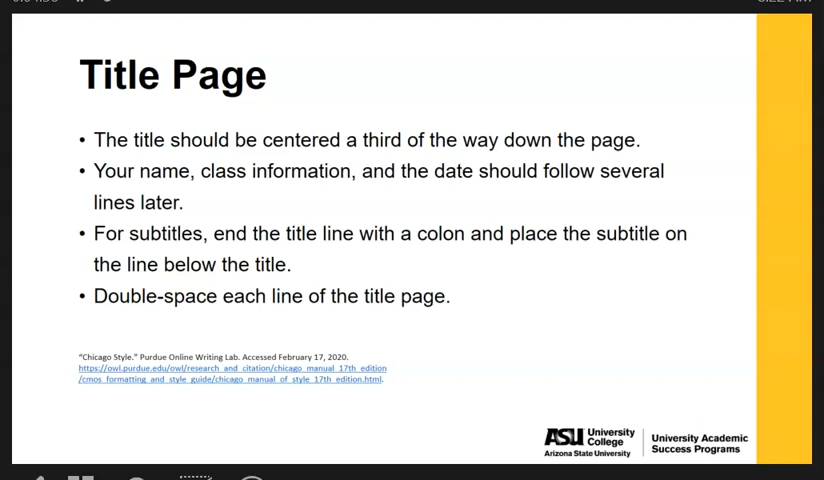 Title Page
• The title should be centered a third of the way down the page.
• Your name, class information, and the date should follow several
lines later.
• For subtitles, end the title line with a colon and place the subtitle on
the line below the title.
• Double-space each line of the title page.
“Chicago Style.” Purdue Online Writing Lab. Accessed February 17, 2020.
https://owl.purdue.edu/owl/research_and_citation/chicago_manual_17th_edition
/cmos_formatting_and_style_guide/chicago_manual_of_style_17th_edition.html.
ASU University
College
Arizona State University
University Academic
Success Programs